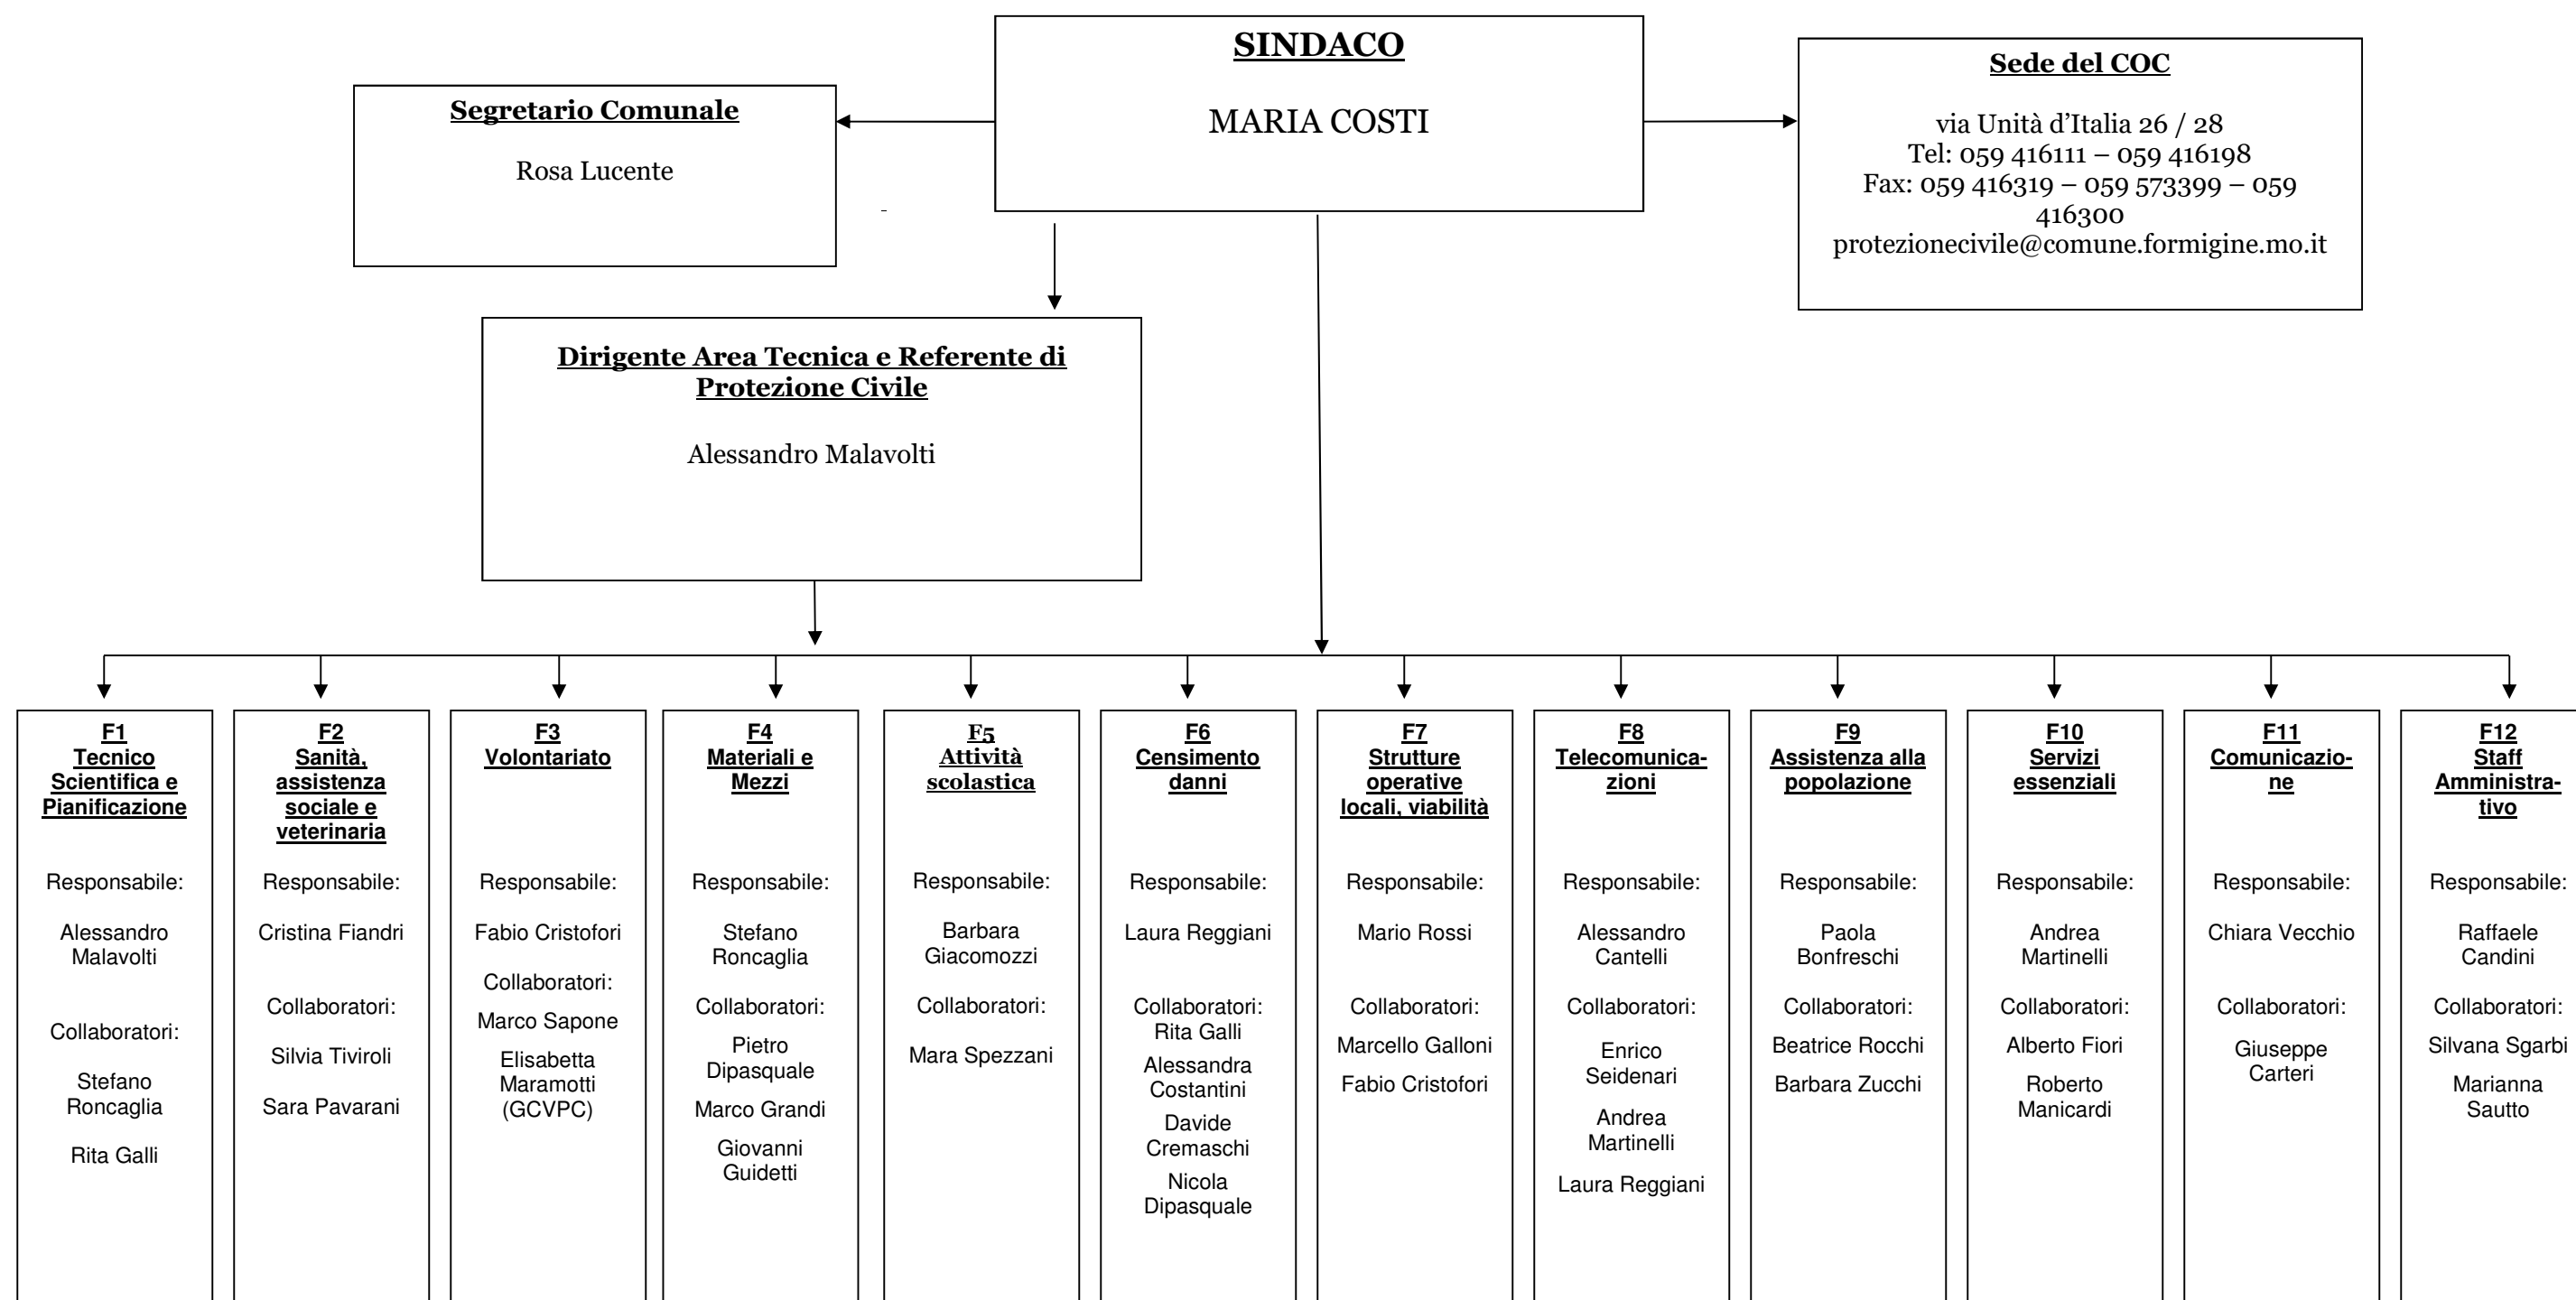 SINDACO
MARIA COSTI
Segretario Comunale
Rosa Lucente
Sede del COC
via Unità d'Italia 26 / 28
Tel: 059 416111 – 059 416198
Fax: 059 416319 – 059 573399 – 059
416300
protezionecivile@comune.formigine.mo.it
-
Dirigente Area Tecnica e Referente di
Protezione Civile
Alessandro Malavolti
F1
Tecnico
Scientifica e
Pianificazione
Responsabile:
Alessandro
Malavolti
Collaboratori:
Stefano
Roncaglia
Rita Galli
F2
Sanità,
assistenza
sociale e
veterinaria
Responsabile:
Cristina Fiandri
Collaboratori:
Silvia Tiviroli
Sara Pavarani
F3
Volontariato
Responsabile:
Fabio Cristofori
Collaboratori:
Marco Sapone
Elisabetta
Maramotti
(GCVPC)
F4
Materiali e
Mezzi
Responsabile:
Stefano
Roncaglia
Collaboratori:
Pietro
Dipasquale
Marco Grandi
Giovanni
Guidetti
F5
Attività
scolastica
Responsabile:
Barbara
Giacomozzi
Collaboratori:
Mara Spezzani
F6
Censimento
danni
Responsabile:
Laura Reggiani
Collaboratori:
Rita Galli
Alessandra
Costantini
Davide
Cremaschi
Nicola
Dipasquale
F7
Strutture
operative
locali, viabilità
Responsabile:
Mario Rossi
Collaboratori:
Marcello Galloni
Fabio Cristofori
F8
Telecomunica-
zioni
Responsabile:
Alessandro
Cantelli
Collaboratori:
Enrico
Seidenari
Andrea
Martinelli
Laura Reggiani
F9
Assistenza alla
popolazione
Responsabile:
Paola
Bonfreschi
Collaboratori:
Beatrice Rocchi
Barbara Zucchi
F10
Servizi
essenziali
Responsabile:
Andrea
Martinelli
Collaboratori:
Alberto Fiori
Roberto
Manicardi
F11
Comunicazio-
ne
Responsabile:
Chiara Vecchio
Collaboratori:
Giuseppe
Carteri
F12
Staff
Amministra-
tivo
Responsabile:
Raffaele
Candini
Collaboratori:
Silvana Sgarbi
Marianna
Sautto